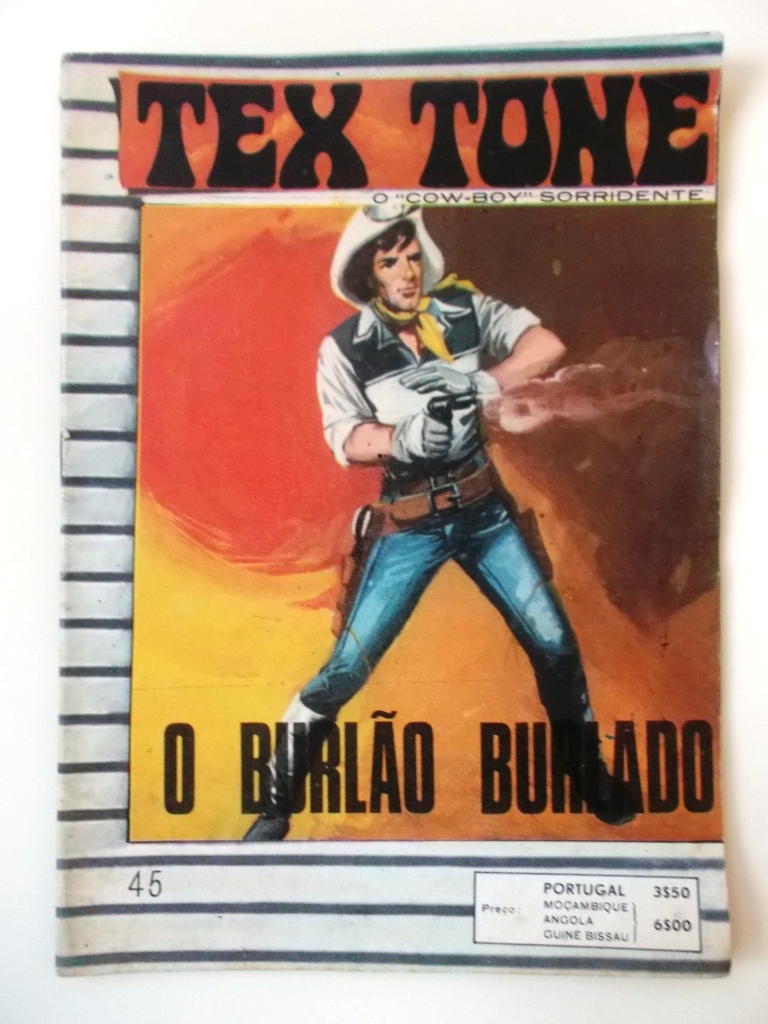 TEX TONE
O "COW-BOY" SORRIDENTE
O BURLÃO BURLADO
45
Preço: PORTUGAL 3$50
MOÇAMBIQUE
ANGOLA 6$00
GUINÉ BISSAU